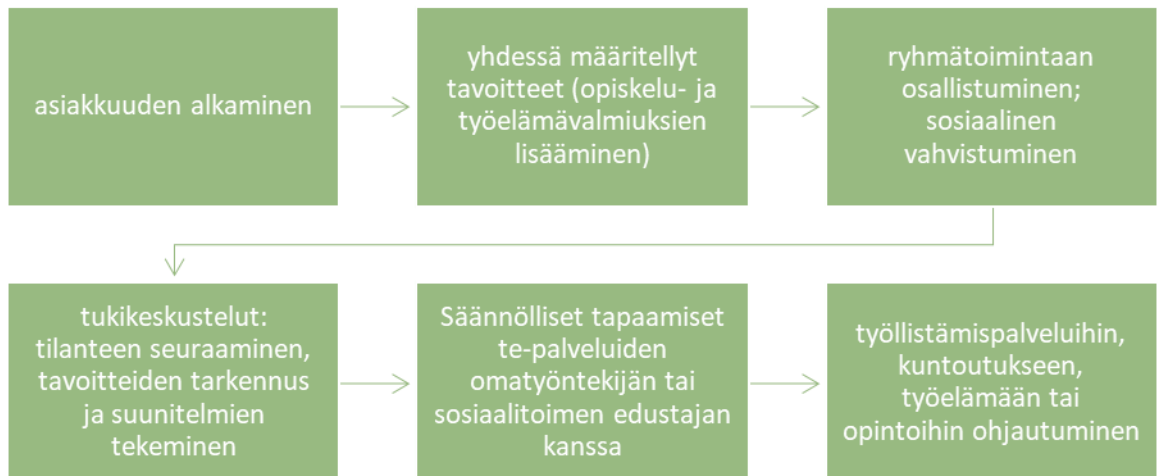 asiakkuuden alkaminen
yhdessä määritellyt
tavoitteet (opiskelu- ja
työelämävalmiuksien
lisääminen)
ryhmätoimintaan
osallistuminen;
sosiaalinen
vahvistuminen
tukikeskustelut:
tilanteen seuraaminen,
tavoitteiden tarkennus
ja suunitelmien
tekeminen
Säännölliset tapaamiset
te-palveluiden
omatyöntekijän tai
sosiaalitoimen edustajan
kanssa
työllistämispalveluihin,
kuntoutukseen,
työelämään tai
opintoihin ohjautuminen